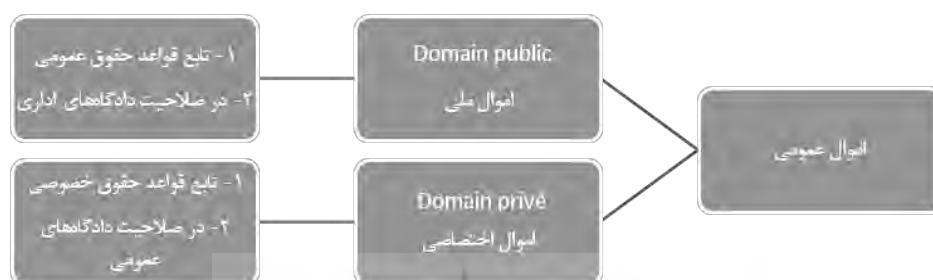 اموال عمومی
Domain public
اموال ملی
۱- تابع قواعد حقوق عمومی
۲- در صلاحیت دادگاههای اداری
Domain privé
اموال اختصاصی
۱- تابع قواعد حقوق خصوصی
۲- در صلاحیت دادگاههای
عمومی